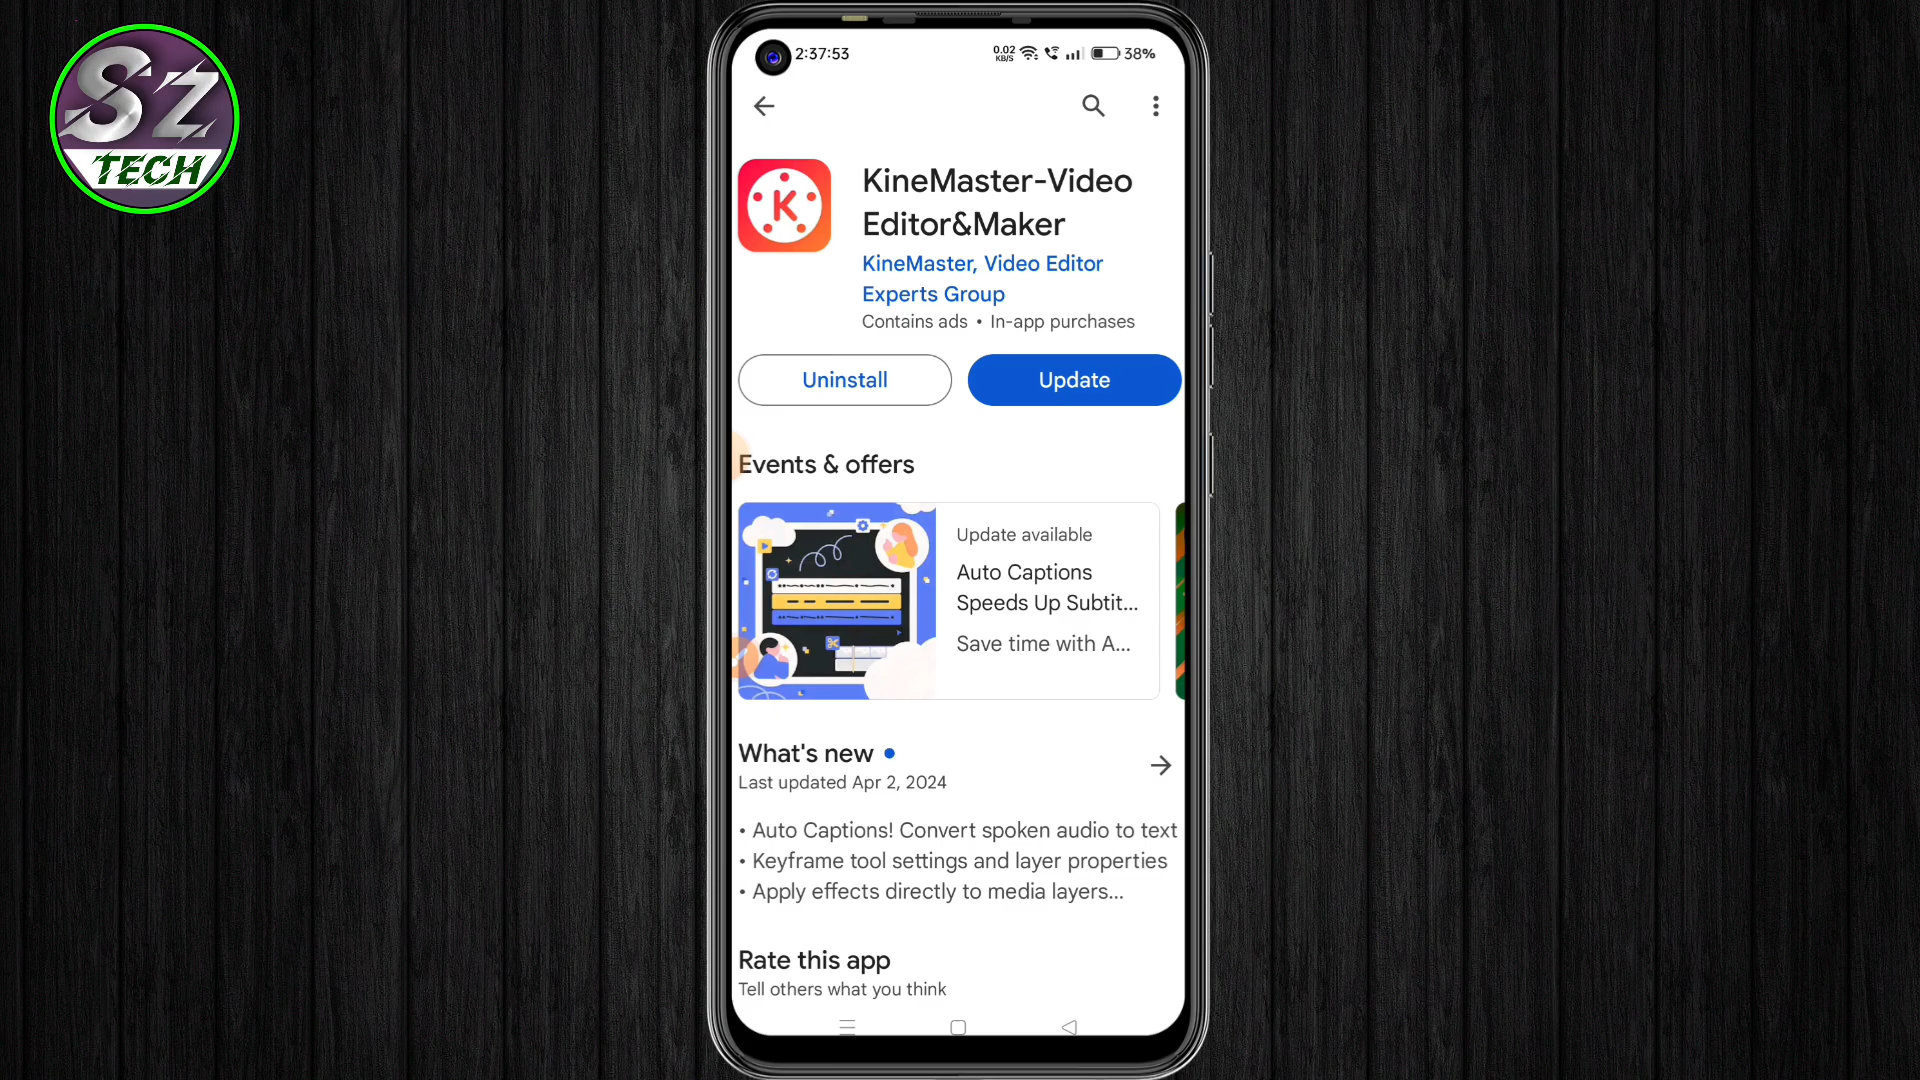 SZ
TECH
2:37:53
0.02
KB/S
38%
K
KineMaster-Video
Editor&Maker
KineMaster, Video Editor
Experts Group
Contains ads • In-app purchases
Uninstall
Update
Events & offers
Update available
Auto Captions
Speeds Up Subtit...
Save time with A...
What's new
Last updated Apr 2, 2024
• Auto Captions! Convert spoken audio to text
• Keyframe tool settings and layer properties
• Apply effects directly to media layers...
Rate this app
Tell others what you think